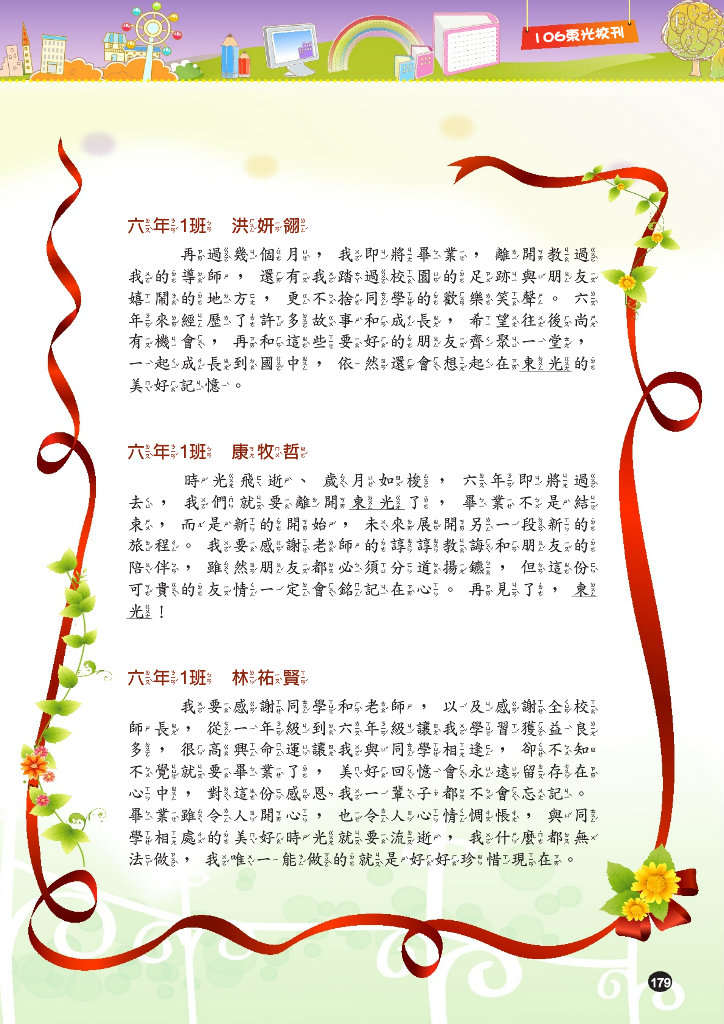 106東光校刊
六年1班 洪妍翎
再過幾個月，我即將畢業，離開教過
我的導師，還有我踏過校園的足跡與朋友
嬉鬧的地方，更不捨同學的歡樂笑聲。六
年來經歷了許多故事和成長，希望往後尚
有機會，再和這些要好的朋友齊聚一堂，
一起成長到國中，依然還會想起在東光的
美好記憶。
六年1班 康牧哲
時光飛逝、歲月如梭，六年即將過
去，我們就要離開東光了，畢業不是結
束，而是新的開始，未來展開另一段新的
旅程。我要感謝老師的諄諄教誨和朋友的
陪伴，雖然朋友都必須分道揚鑣，但這份
可貴的友情一定會銘記在心。再見了，東
光！
六年1班 林祐賢
我要感謝同學和老師，以及感謝全校
師長，從一年級到六年級讓我學習獲益良
多，很高興命運讓我與同學相逢，卻不知
不覺就要畢業了，美好回憶會永遠留存在
心中，對這份感恩我一輩子都不會忘記。
畢業雖令人開心，也令人心情惆悵，與同
學相處的美好時光就要流逝，我什麼都無
法做，我唯一能做的就是好好珍惜現在。
179